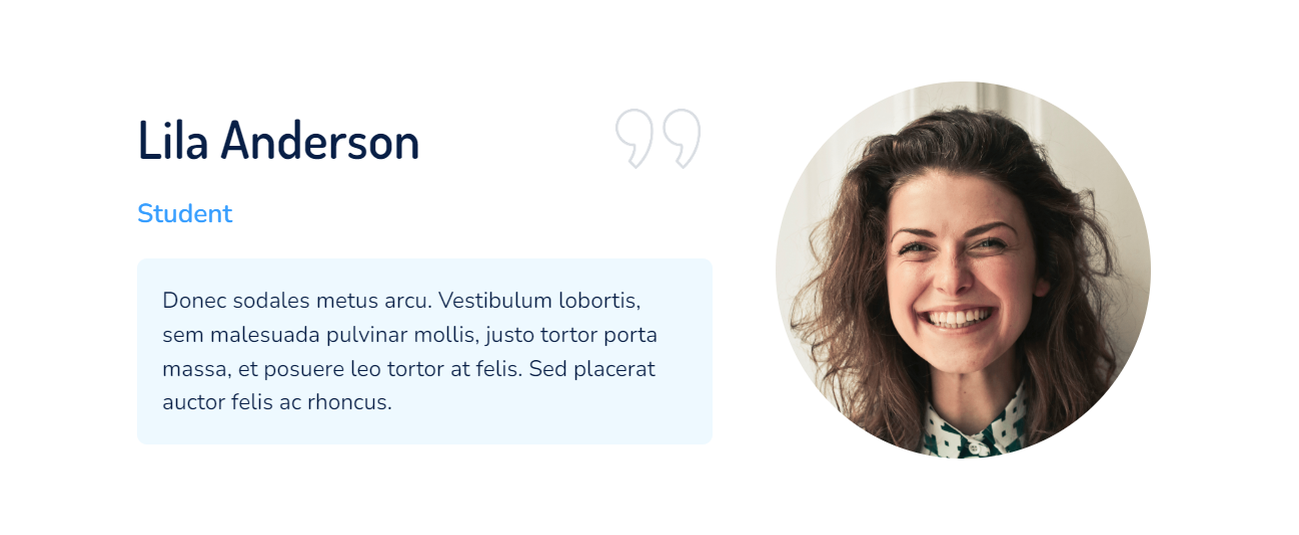 Lila Anderson
Student
Donec sodales metus arcu. Vestibulum lobortis,
sem malesuada pulvinar mollis, justo tortor porta
massa, et posuere leo tortor at felis. Sed placerat
auctor felis ac rhoncus.